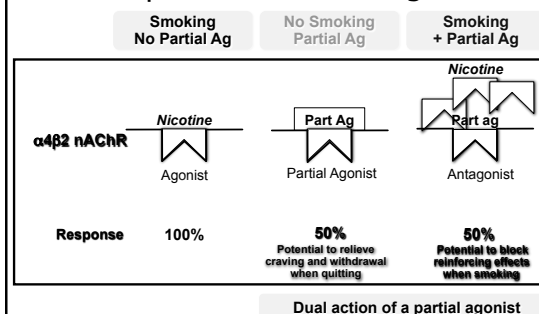 Smoking
No Partial Ag
No Smoking
Partial Ag
Smoking
+ Partial Ag
Nicotine
α4β2 nAChR
Nicotine
Part Ag
Part ag
Agonist
Partial Agonist
Antagonist
Response
100%
50%
50%
Potential to relieve
craving and withdrawal
when quitting
Potential to block
reinforcing effects
when smoking
Dual action of a partial agonist